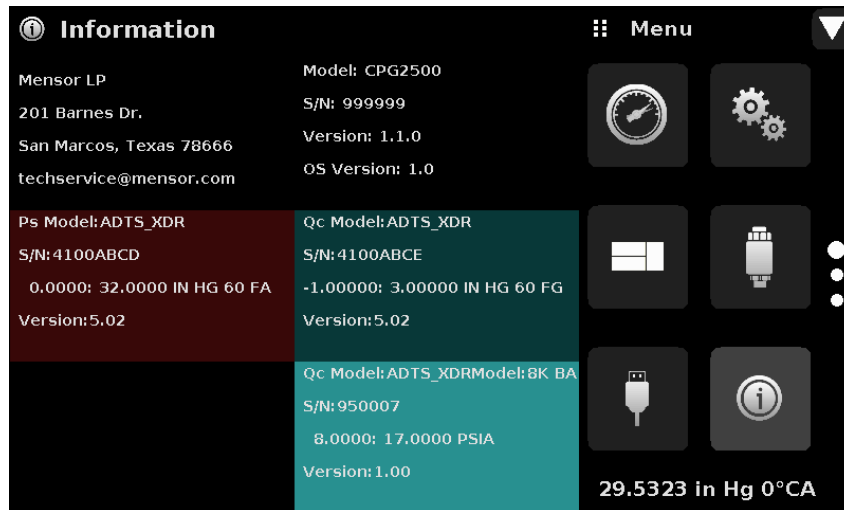 Information
Mensor LP
201 Barnes Dr.
San Marcos, Texas 78666
techservice@mensor.com
Model: CPG2500
S/N: 999999
Version: 1.1.0
OS Version: 1.0
Ps Model:ADTS_XDR
S/N:4100ABCD
0.0000: 32.0000 IN HG 60 FA
Version:5.02
Qc Model:ADTS_XDR
S/N:4100ABCE
-1.00000: 3.00000 IN HG 60 FG
Version:5.02
Qc Model:ADTS_XDRModel:8K BA
S/N:950007
8.0000: 17.0000 PSIA
Version:1.00
Menu
29.5323 in Hg 0°CA